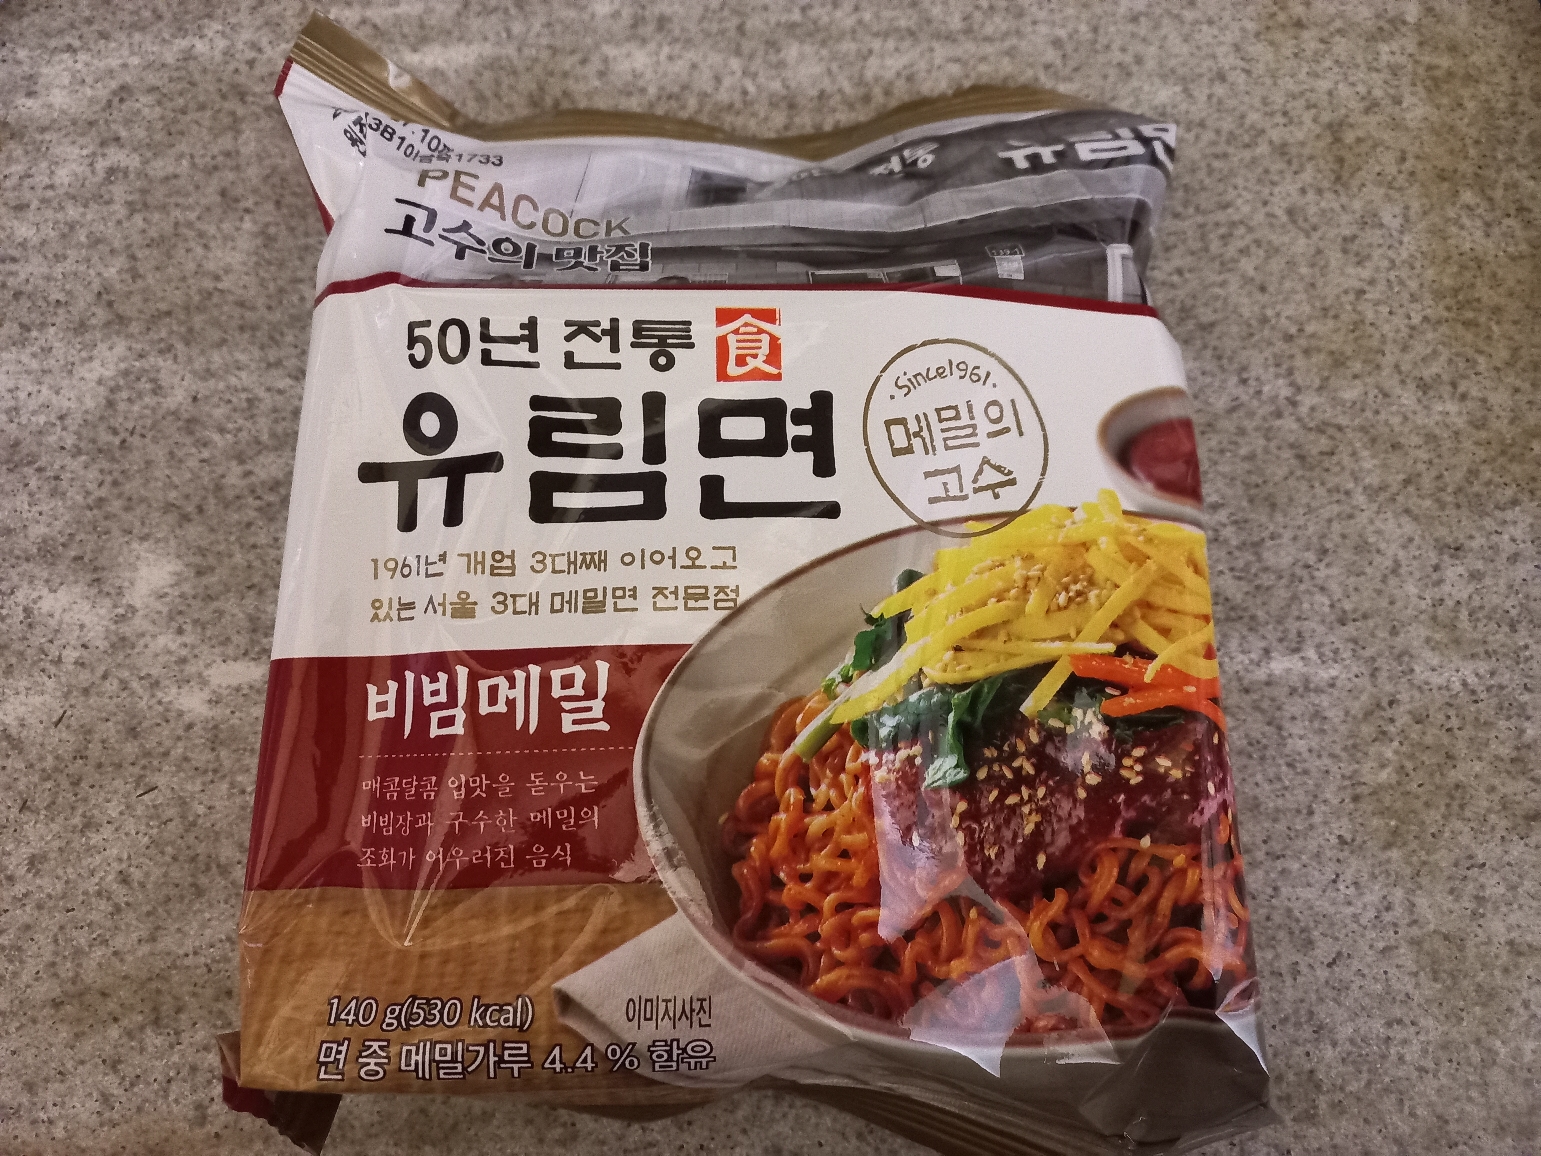 PEACOCK
고수의 맛집
50년 전통 食
유림면
Since1961
메밀의
고수
1961년 개업 3대째 이어오고
있는 서울 3대 메밀면 전문점
비빔메밀
매콤달콤 입맛을 돋우는
비빔장과 구수한 메밀의
조화가 어우러진 음식
140 g(530 kcal)
이미지사진
면 중 메밀가루 4.4 % 함유